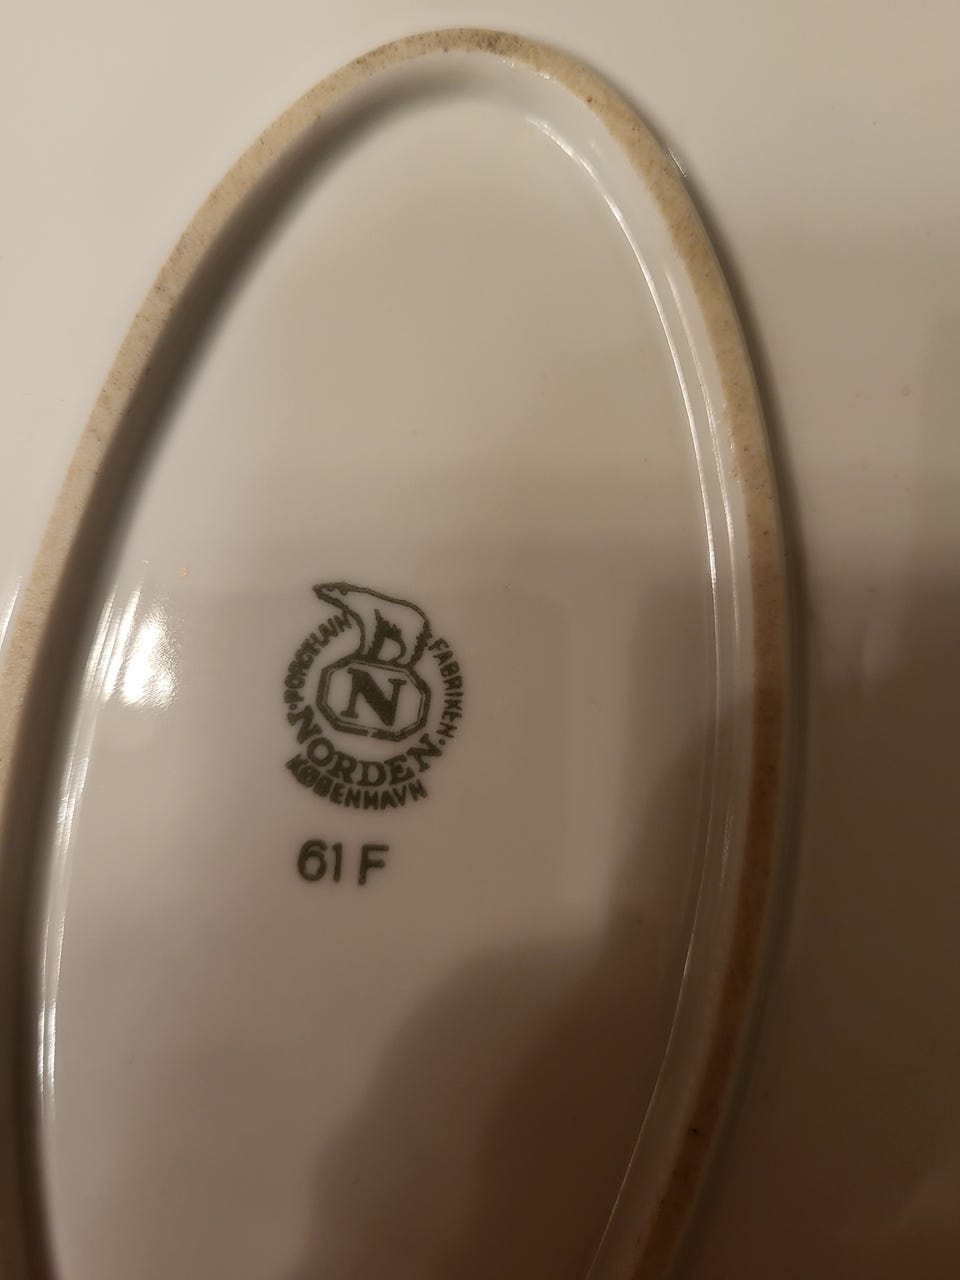 PORCELAIN FABRIKEN
N
NORDEN
KØBENHAVN
61 F